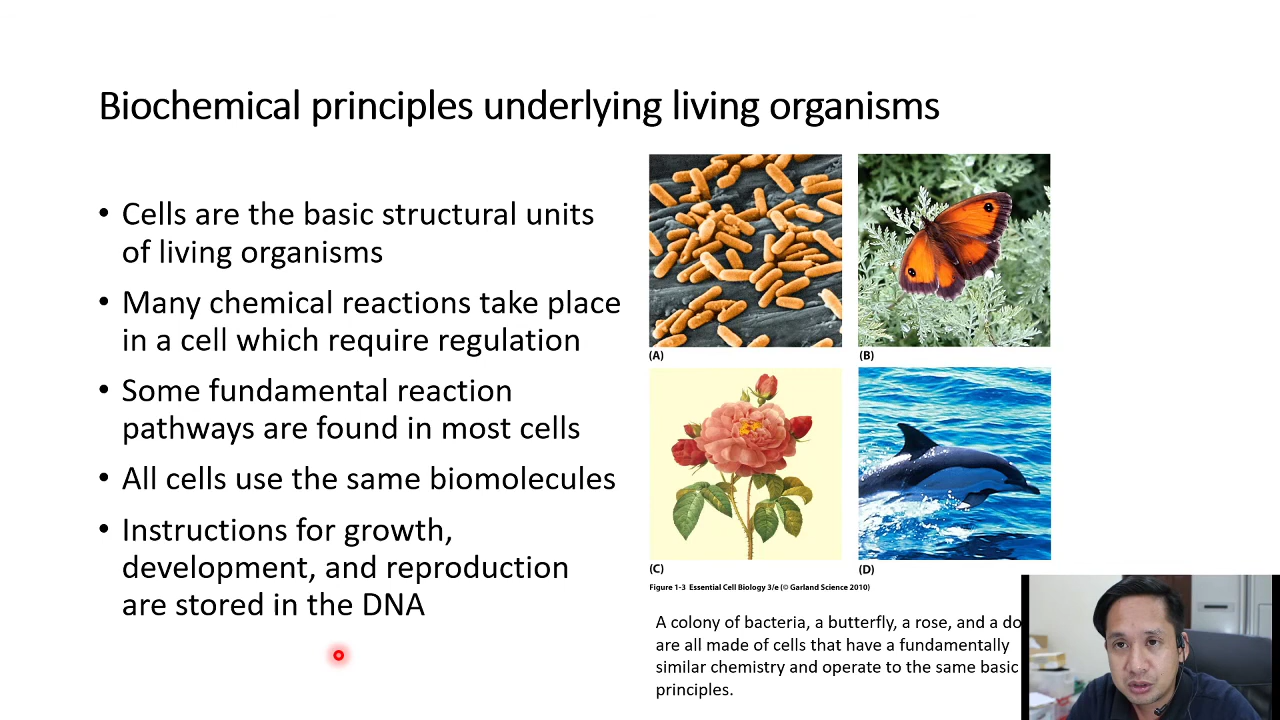 Biochemical principles underlying living organisms
• Cells are the basic structural units
of living organisms
• Many chemical reactions take place
in a cell which require regulation
• Some fundamental reaction
pathways are found in most cells
• All cells use the same biomolecules
• Instructions for growth,
development, and reproduction
are stored in the DNA
(A)
(B)
(C)
(D)
Figure 1-3 Essential Cell Biology 3/e (© Garland Science 2010)
A colony of bacteria, a butterfly, a rose, and a
are all made of cells that have a fundamentally
similar chemistry and operate to the same basic
principles.